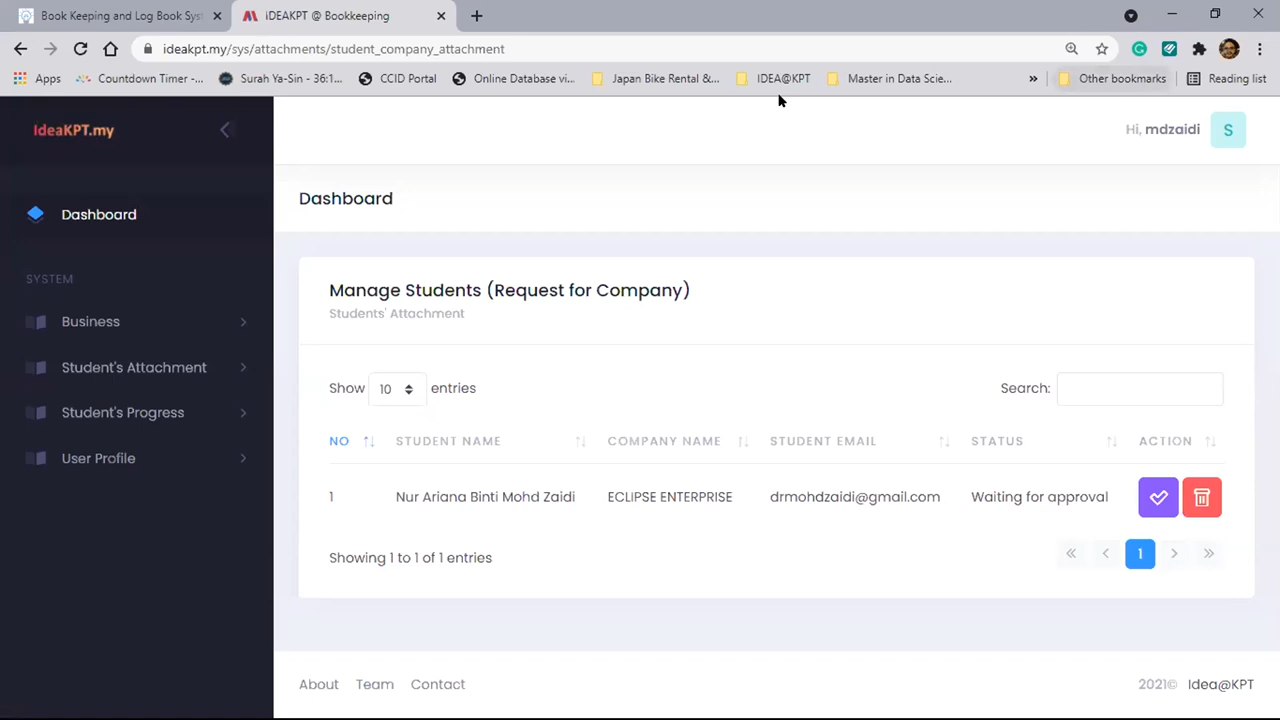 Book Keeping and Log Book Syst
iDEAKPT @ Bookkeeping
ideakpt.my/sys/attachments/student_company_attachment
Apps
Countdown Timer -...
Surah Ya-Sin - 36:1...
CCID Portal
Online Database vi...
Japan Bike Rental &...
IDEA@KPT
Master in Data Scie...
»
Other bookmarks
Reading list
IdeaKPT.my
Hi, mdzaidi
S
Dashboard
Dashboard
SYSTEM
Business
Student's Attachment
Student's Progress
User Profile
Manage Students (Request for Company)
Students' Attachment
Show 10 entries
Search:
NO STUDENT NAME COMPANY NAME STUDENT EMAIL STATUS ACTION
1 Nur Ariana Binti Mohd Zaidi ECLIPSE ENTERPRISE drmohdzaidi@gmail.com Waiting for approval
Showing 1 to 1 of 1 entries
1
About Team Contact
2021© Idea@KPT